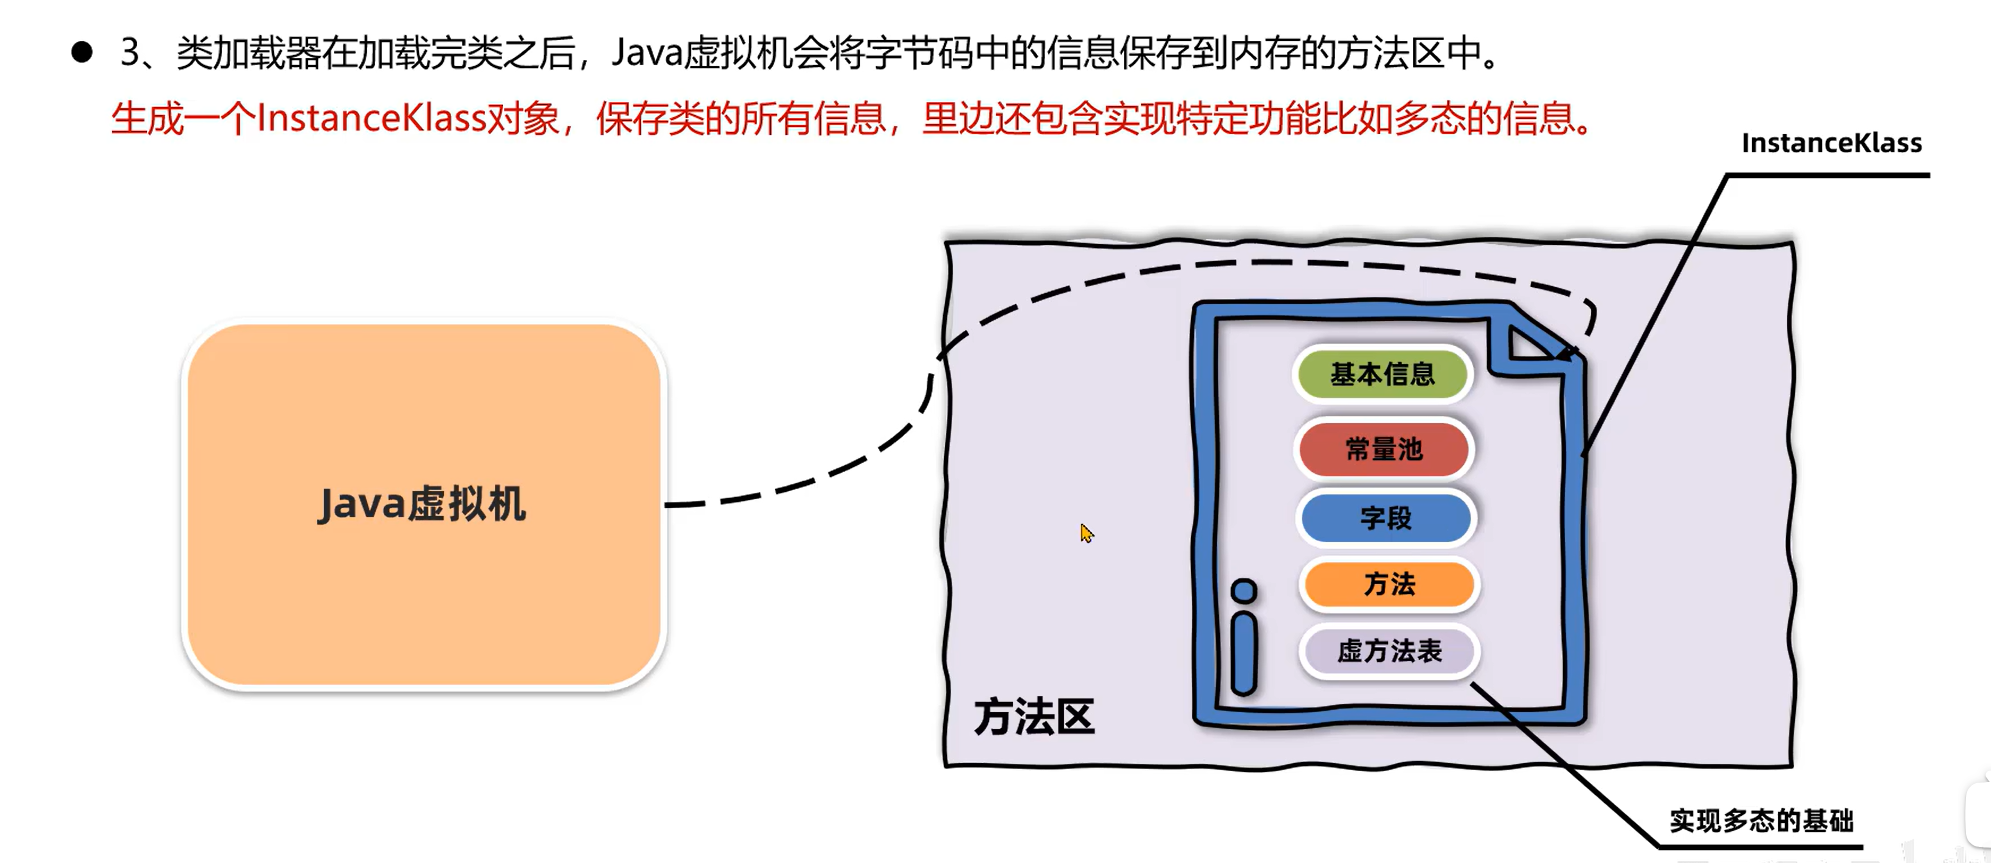 ● 3、类加载器在加载完类之后，Java虚拟机会将字节码中的信息保存到内存的方法区中。
生成一个InstanceKlass对象，保存类的所有信息，里边还包含实现特定功能比如多态的信息。
InstanceKlass
基本信息
常量池
字段
方法
虚方法表
Java虚拟机
方法区
实现多态的基础